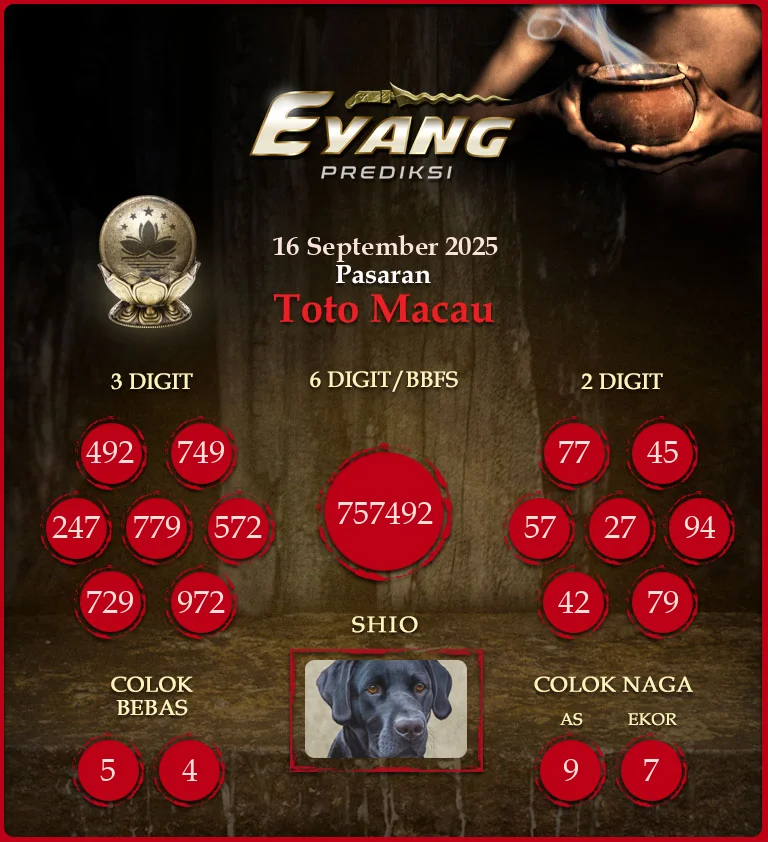 EYANG
PREDIKSI
16 September 2025
Pasaran
Toto Macau
3 DIGIT
492 749
247 779 572
729 972
6 DIGIT/BBFS
757492
2 DIGIT
77 45
57 27 94
42 79
SHIO
COLOK
BEBAS
5 4
COLOK NAGA
AS EKOR
9 7